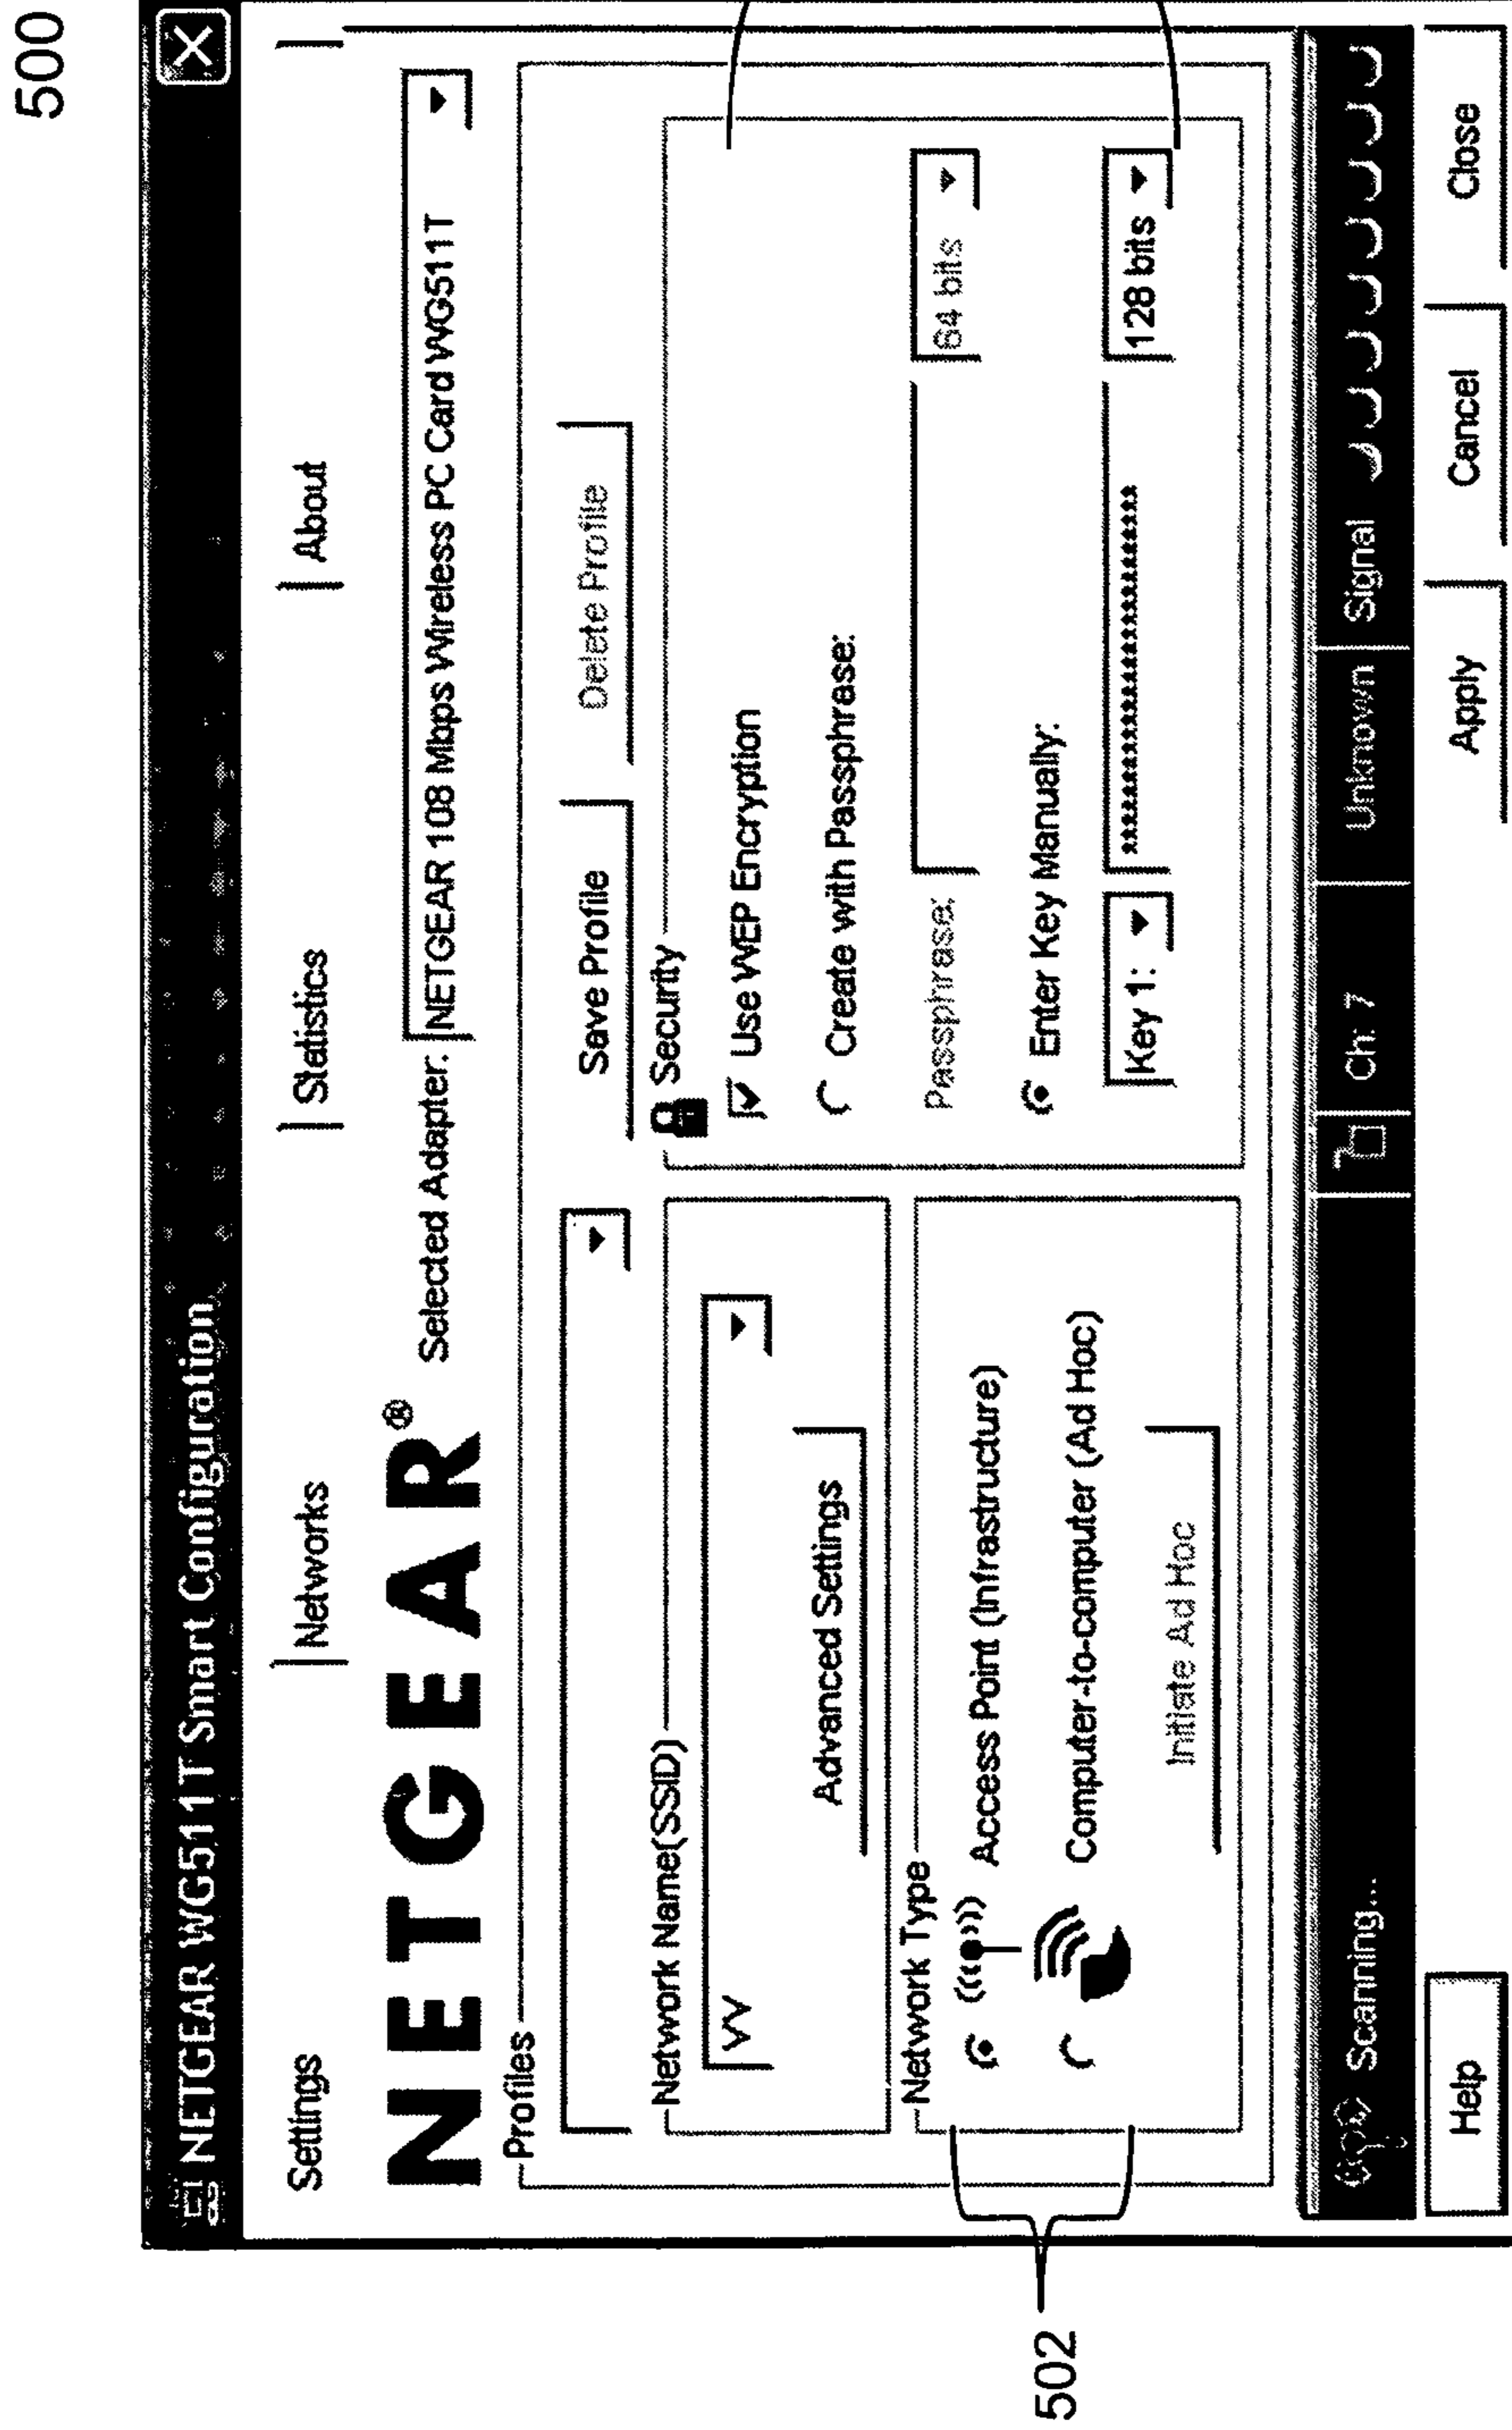 500
NETGEAR WG511T Smart Configuration
Settings
Networks
Statistics
About
NETGEAR®
Selected Adapter:
NETGEAR 108 Mbps Wireless PC Card WG511T
Profiles
Save Profile
Delete Profile
Network Name(SSID)
VV
Advanced Settings
Network Type
Access Point (Infrastructure)
Computer-to-computer (Ad Hoc)
Initiate Ad Hoc
502
Security
Use WEP Encryption
Create with Passphrase:
Passphrase:
64 bits
Enter Key Manually:
Key 1:
************************** 
128 bits
Scanning...
Ch: 7
Unknown
Signal
Help
Apply
Cancel
Close